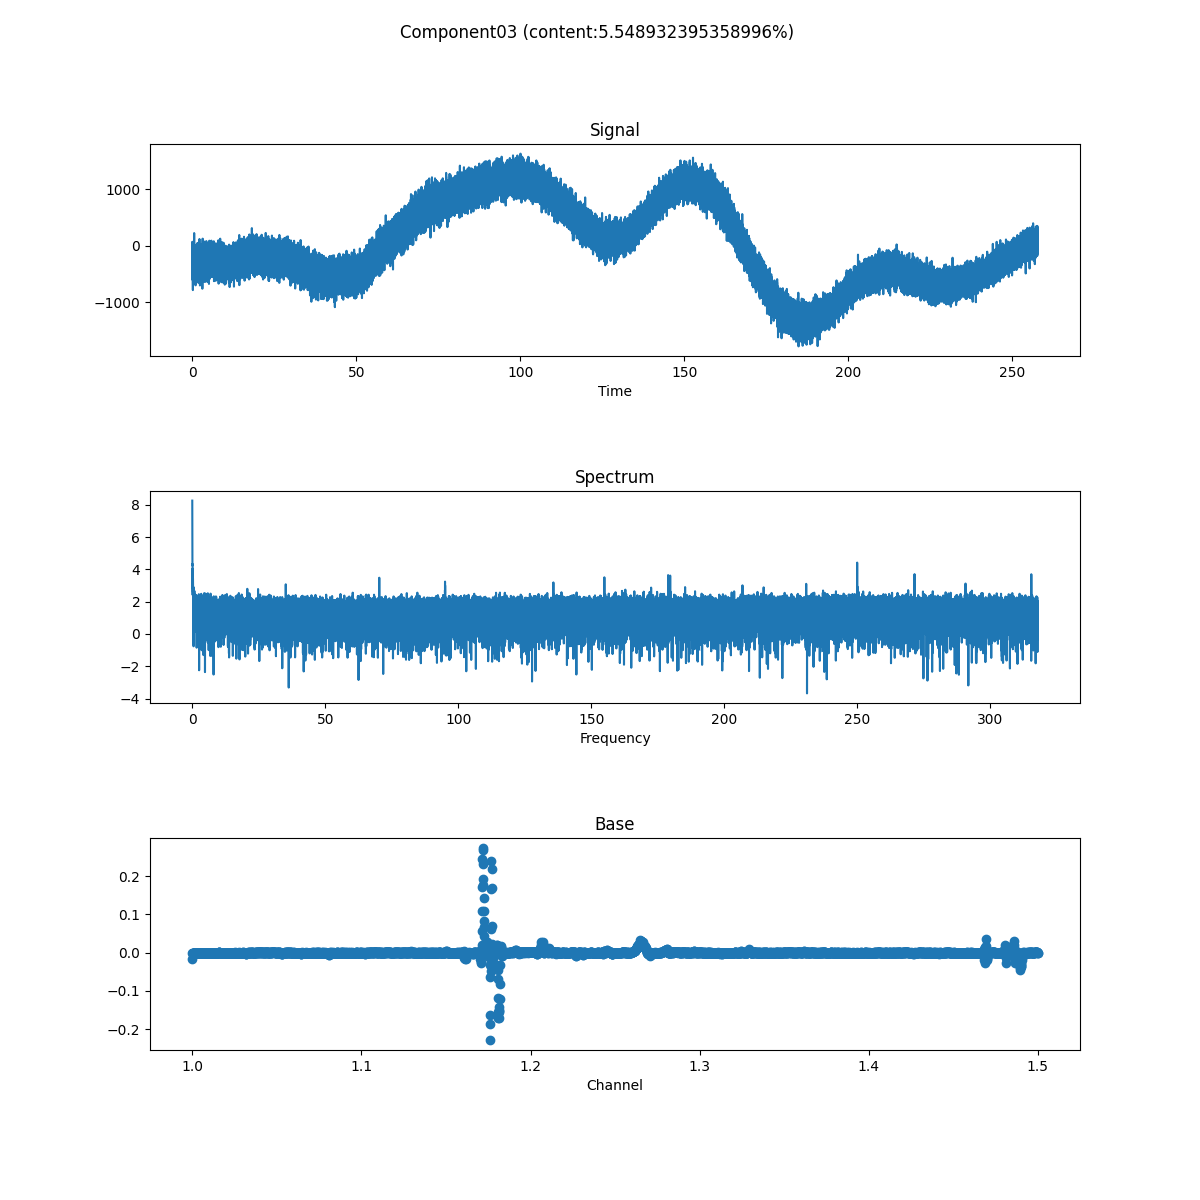 Component03 (content:5.548932395358996%)
Signal
1000
0
−1000
0 50 100 150 200 250
Time
Spectrum
8
6
4
2
0
−2
−4
0 50 100 150 200 250 300
Frequency
Base
0.2
0.1
0.0
−0.1
−0.2
1.0 1.1 1.2 1.3 1.4 1.5
Channel